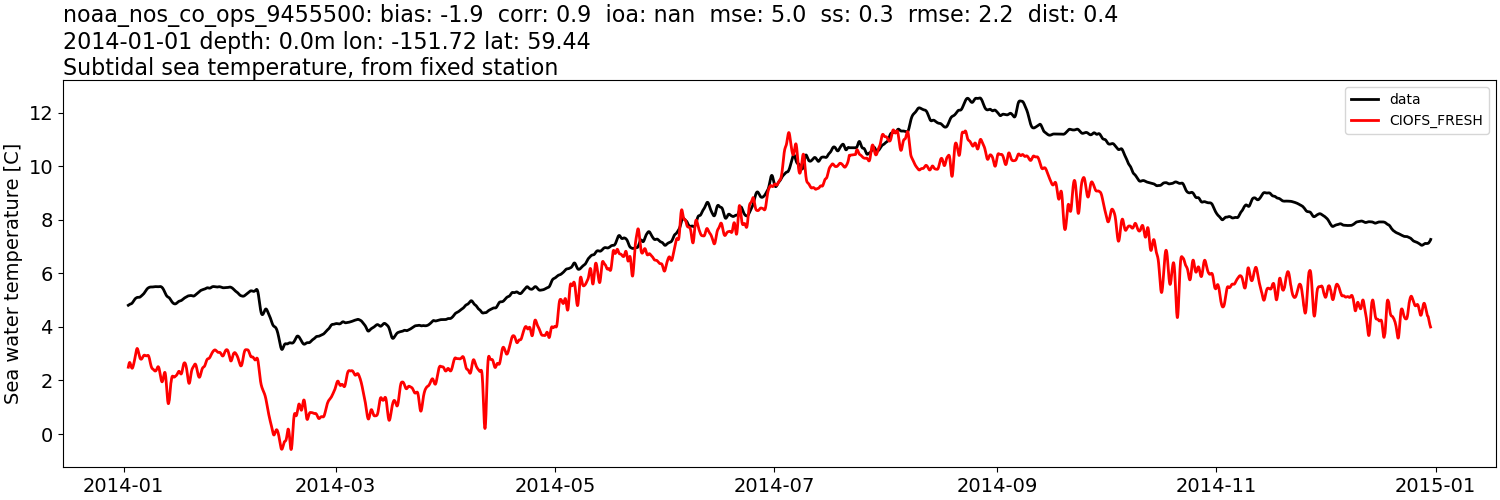 noaa_nos_co_ops_9455500: bias: -1.9  corr: 0.9  ioa: nan  mse: 5.0  ss: 0.3  rmse: 2.2  dist: 0.4
2014-01-01 depth: 0.0m lon: -151.72 lat: 59.44
Subtidal sea temperature, from fixed station
data
CIOFS_FRESH
Sea water temperature [C]
12
10
8
6
4
2
0
2014-01
2014-03
2014-05
2014-07
2014-09
2014-11
2015-01